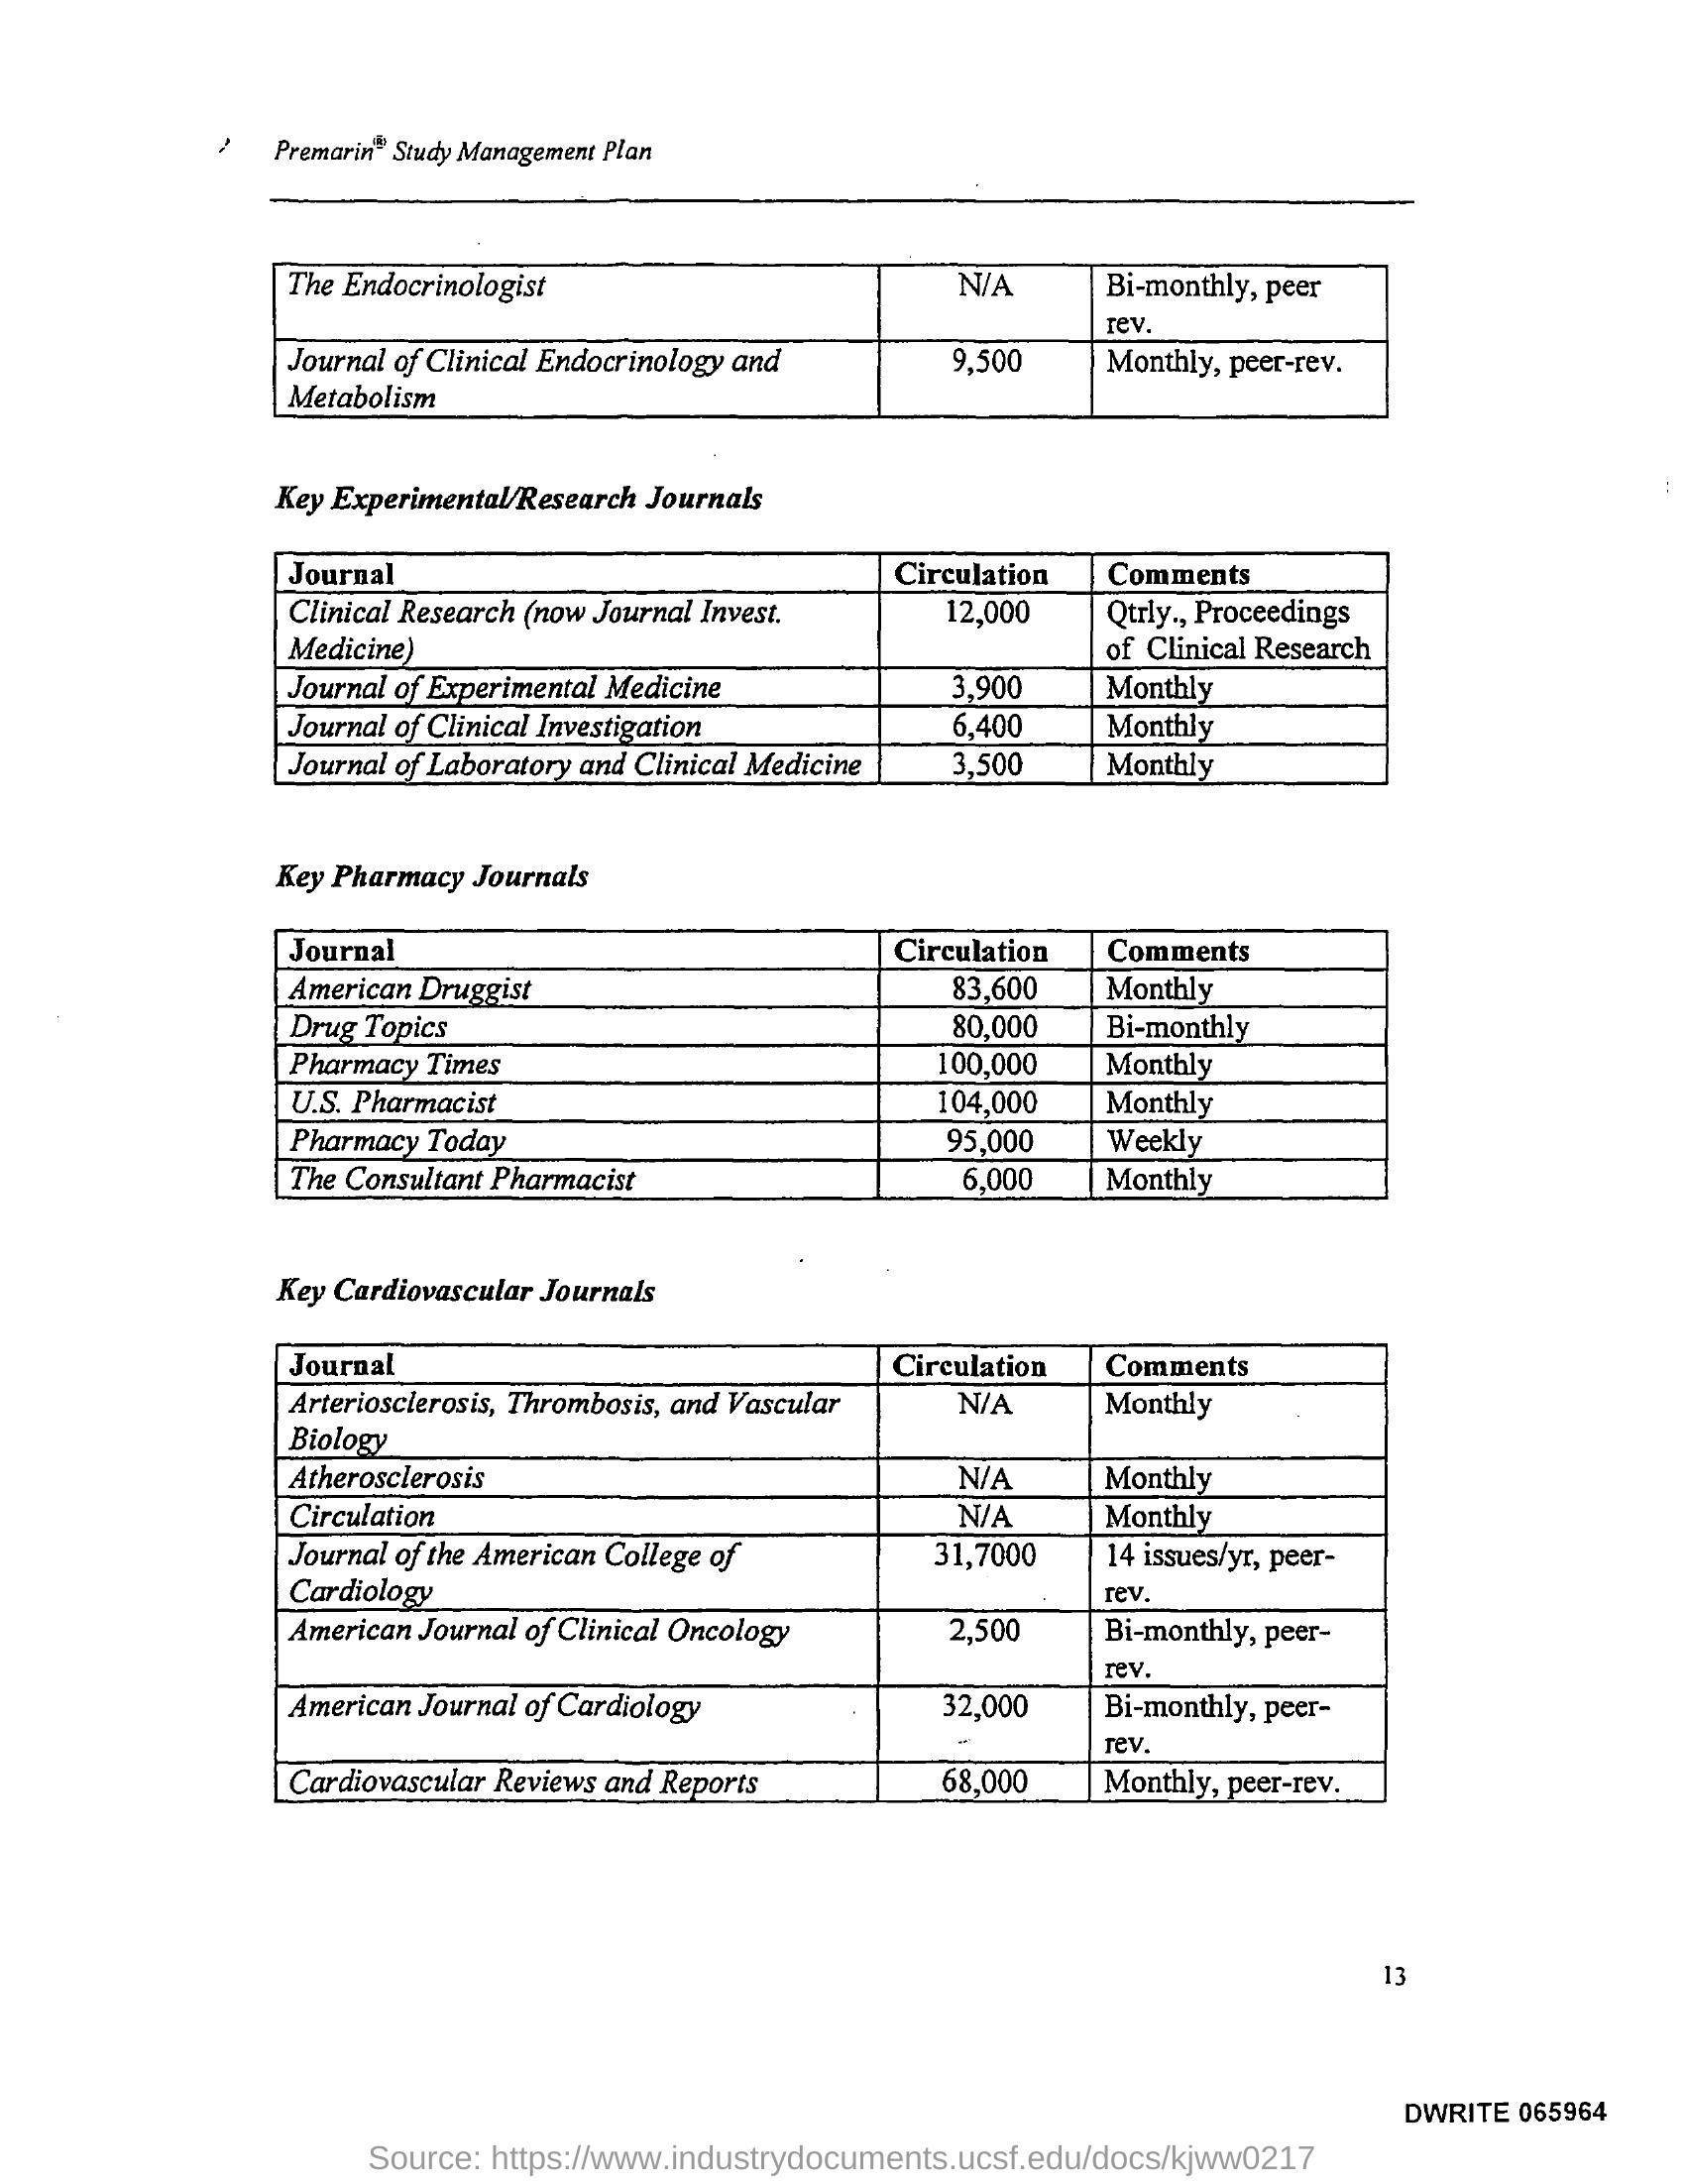 Premarin® Study Management Plan
The Endocrinologist N/A Bi-monthly, peer
rev.
Journal of Clinical Endocrinology and 9,500 Monthly, peer-rev.
Metabolism
Key Experimental/Research Journals
Journal Circulation Comments
Clinical Research (now Journal Invest. 12,000 Qtrly., Proceedings
Medicine) of Clinical Research
Journal of Experimental Medicine 3,900 Monthly
Journal of Clinical Investigation 6,400 Monthly
Journal of Laboratory and Clinical Medicine 3,500 Monthly
Key Pharmacy Journals
Journal Circulation Comments
American Druggist 83,600 Monthly
Drug Topics 80,000 Bi-monthly
Pharmacy Times 100,000 Monthly
U.S. Pharmacist 104,000 Monthly
Pharmacy Today 95,000 Weekly
The Consultant Pharmacist 6,000 Monthly
Key Cardiovascular Journals
Journal Circulation Comments
Arteriosclerosis, Thrombosis, and Vascular N/A Monthly
Biology
Atherosclerosis N/A Monthly
Circulation N/A Monthly
Journal of the American College of 31,7000 14 issues/yr, peer-
Cardiology rev.
American Journal of Clinical Oncology 2,500 Bi-monthly, peer-
rev.
American Journal of Cardiology 32,000 Bi-monthly, peer-
rev.
Cardiovascular Reviews and Reports 68,000 Monthly, peer-rev.
13
DWRITE 065964
Source: https://www.industrydocuments.ucsf.edu/docs/kjww0217